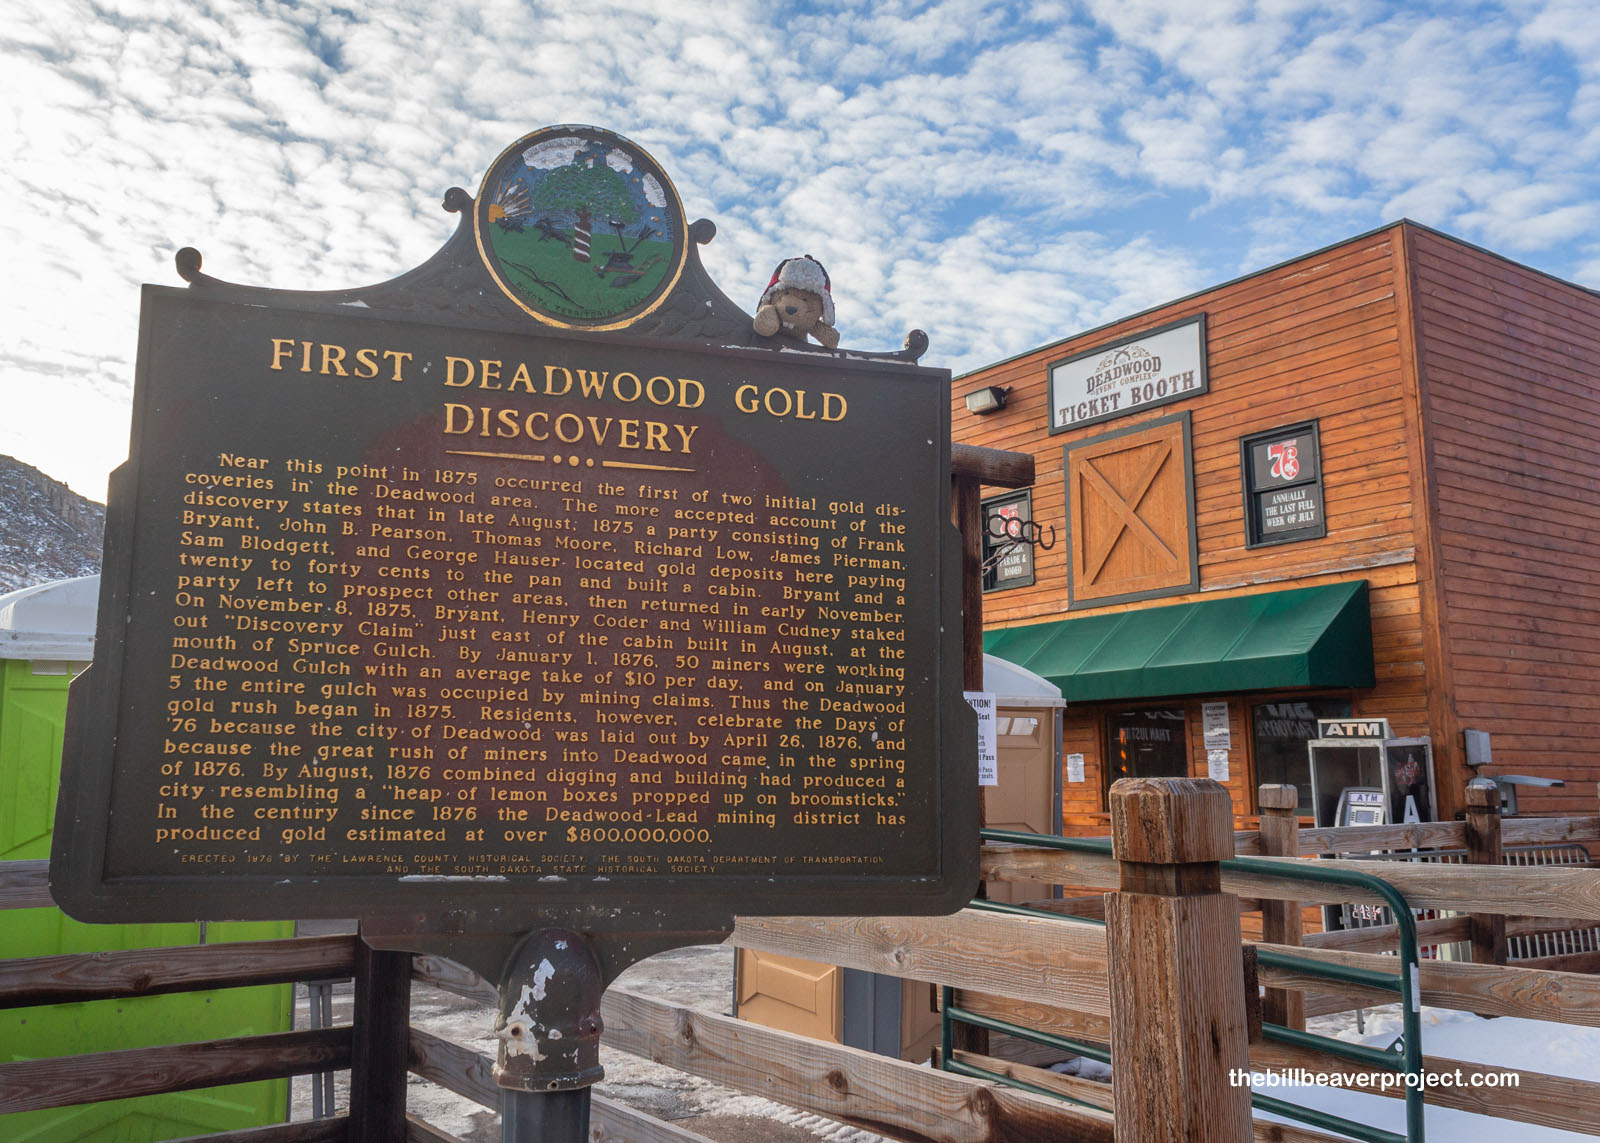 DAKOTA TERRITORIAL SEAL
FIRST DEADWOOD GOLD
DISCOVERY
Near this point in 1875 occurred the first of two initial gold dis-
coveries in the Deadwood area. The more accepted account of the
discovery states that in late August, 1875 a party consisting of Frank
Bryant, John B. Pearson, Thomas Moore, Richard Low, James Pierman,
Sam Blodgett, and George Hauser located gold deposits here paying
twenty to forty cents to the pan and built a cabin. Bryant and a
party left to prospect other areas, then returned in early November.
On November 8, 1875, Bryant, Henry Coder and William Cudney staked
out "Discovery Claim" just east of the cabin built in August, at the
mouth of Spruce Gulch. By January 1, 1876, 50 miners were working
Deadwood Gulch with an average take of $10 per day, and on January
5 the entire gulch was occupied by mining claims. Thus the Deadwood
gold rush began in 1875. Residents, however, celebrate the Days of
'76 because the city of Deadwood was laid out by April 26, 1876, and
because the great rush of miners into Deadwood came in the spring
of 1876. By August, 1876 combined digging and building had produced a
city resembling a "heap of lemon boxes propped up on broomsticks."
In the century since 1876 the Deadwood-Lead mining district has
produced gold estimated at over $800,000,000.
ERECTED 1976 BY THE LAWRENCE COUNTY HISTORICAL SOCIETY, THE SOUTH DAKOTA DEPARTMENT OF TRANSPORTATION
AND THE SOUTH DAKOTA STATE HISTORICAL SOCIETY
DEADWOOD
EVENT COMPLEX
TICKET BOOTH
76
ANNUALLY
THE LAST FULL
WEEK OF JULY
PARADE &
RODEO
Seat
Pass
ATM
ATM
A
thebillbeaverproject.com